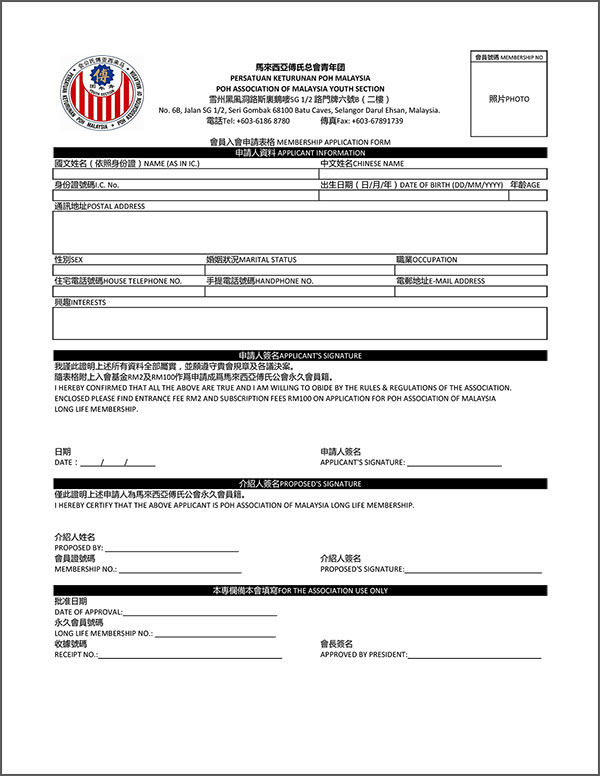 馬來西亞傅氏总會青年团
PERSATUAN KETURUNAN POH MALAYSIA
POH ASSOCIATION OF MALAYSIA YOUTH SECTION
雪州黑風洞路斯裏鵝嘜SG 1/2 路門牌六號B（二樓）
No. 6B, Jalan SG 1/2, Seri Gombak 68100 Batu Caves, Selangor Darul Ehsan, Malaysia.
電話Tel: +603-6186 8780 傳真Fax: +603-67891739
會員號碼 MEMBERSHIP NO
照片PHOTO
PERSATUAN KETURUNAN POH MALAYSIA
POH ASSOCIATION OF MALAYSIA
傅
YOUTH SECTION
會員入會申請表格 MEMBERSHIP APPLICATION FORM
申請人資料 APPLICANT INFORMATION
國文姓名（依照身份證）NAME (AS IN IC.) 中文姓名CHINESE NAME
身份證號碼I.C. No. 出生日期（日/月/年）DATE OF BIRTH (DD/MM/YYYY) 年齡AGE
通訊地址POSTAL ADDRESS
性別SEX 婚姻狀況MARITAL STATUS 職業OCCUPATION
住宅電話號碼HOUSE TELEPHONE NO. 手提電話號碼HANDPHONE NO. 電郵地址E-MAIL ADDRESS
興趣INTERESTS
申請人簽名APPLICANT'S SIGNATURE
我謹此證明上述所有資料全部屬實，並願遵守貴會規章及各議決案。
隨表格附上入會基金RM2及RM100作爲申請成爲馬來西亞傅氏公會永久會員籍。
I HEREBY CONFIRMED THAT ALL THE ABOVE ARE TRUE AND I AM WILLING TO OBIDE BY THE RULES & REGULATIONS OF THE ASSOCIATION.
ENCLOSED PLEASE FIND ENTRANCE FEE RM2 AND SUBSCRIPTION FEES RM100 ON APPLICATION FOR POH ASSOCIATION OF MALAYSIA
LONG LIFE MEMBERSHIP.
日期 申請人簽名
DATE： ____/____/____ APPLICANT'S SIGNATURE:
介紹人簽名PROPOSED'S SIGNATURE
僅此證明上述申請人為馬來西亞傅氏公會永久會員籍。
I HEREBY CERTIFY THAT THE ABOVE APPLICANT IS POH ASSOCIATION OF MALAYSIA LONG LIFE MEMBERSHIP.
介紹人姓名
PROPOSED BY:
會員證號碼 介紹人簽名
MEMBERSHIP NO.: PROPOSED'S SIGNATURE:
本專欄備本會填寫FOR THE ASSOCIATION USE ONLY
批准日期
DATE OF APPROVAL:
永久會員號碼
LONG LIFE MEMBERSHIP NO.:
收據號碼 會長簽名
RECEIPT NO.: APPROVED BY PRESIDENT: